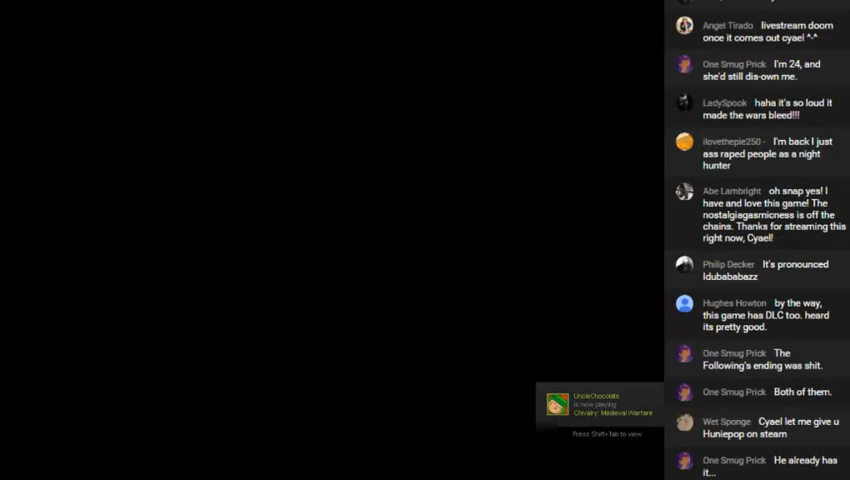 Angel Tirado livestream doom
once it comes out cyael ^-^
One Smug Prick I'm 24, and
she'd still dis-own me.
LadySpook haha it's so loud it
made the wars bleed!!!
ilovethepie250 - I'm back I just
ass raped people as a night
hunter
Abe Lambright oh snap yes! I
have and love this game! The
nostalgiagasmicness is off the
chains. Thanks for streaming this
right now, Cyael!
Philip Decker It's pronounced
Idubababazz
Hughes Howton by the way,
this game has DLC too. heard
its pretty good.
One Smug Prick The
Following's ending was shit.
One Smug Prick Both of them.
UncleChocolate
is now playing
Chivalry: Medieval Warfare
Press Shift+Tab to view
Wet Sponge Cyael let me give u
Huniepop on steam
One Smug Prick He already has
it...